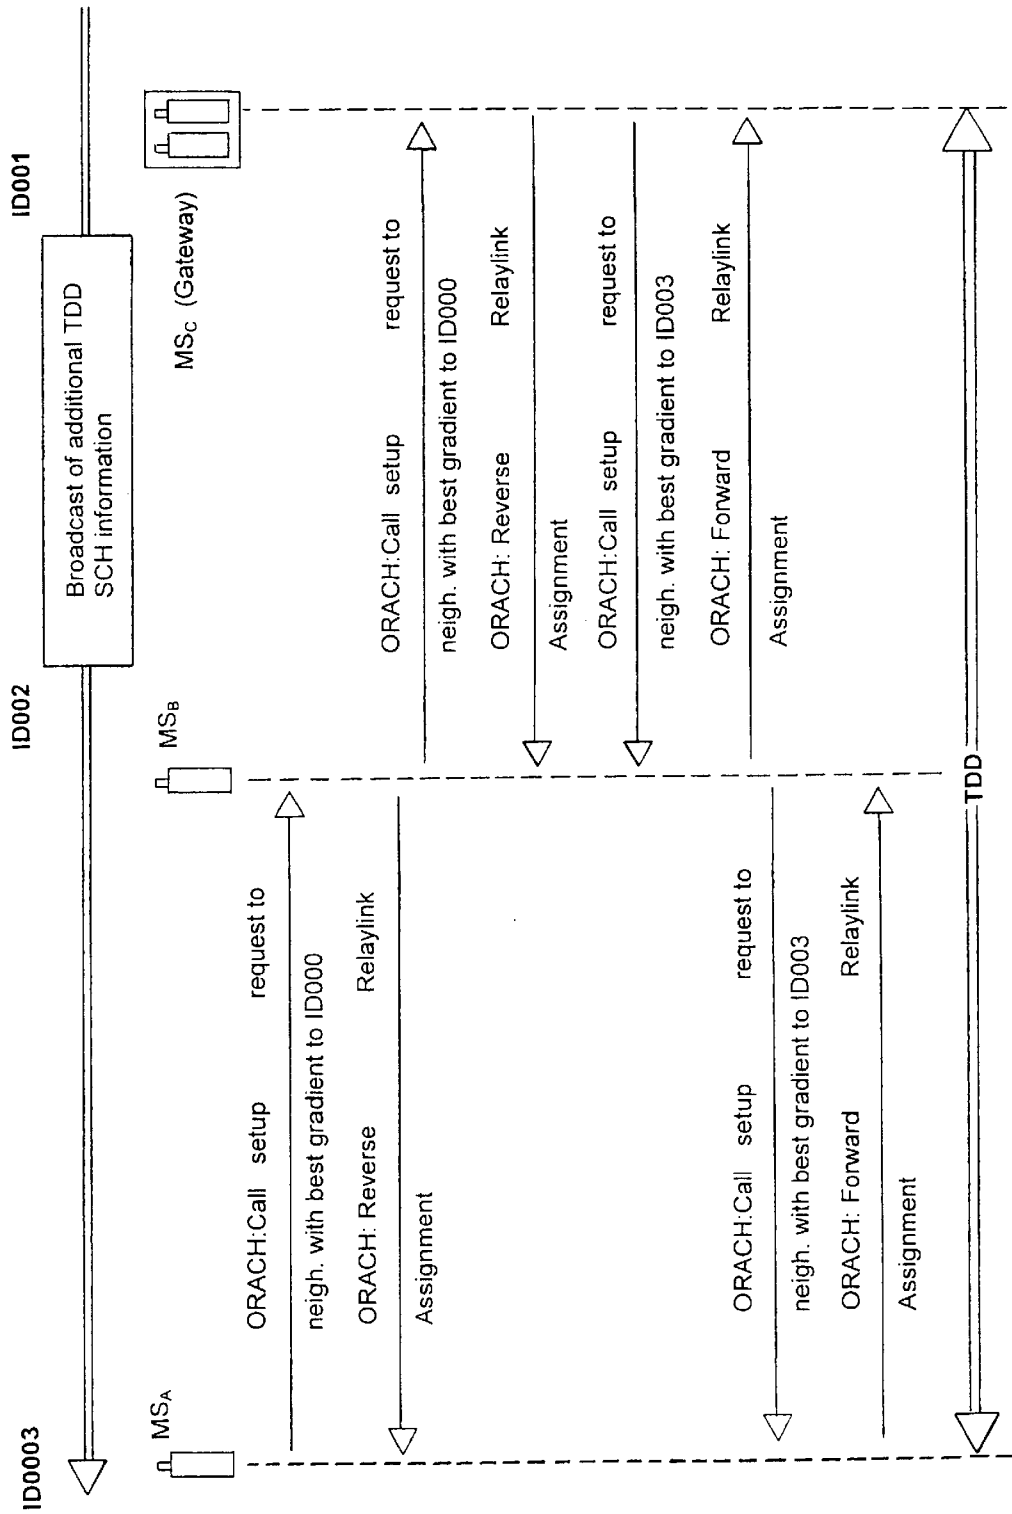 ID0003
ID002
ID001
Broadcast of additional TDD
SCH information
MSA
MSB
MSC (Gateway)
ORACH:Call setup request to
neigh. with best gradient to ID000
ORACH: Reverse Relaylink
Assignment
ORACH:Call setup request to
neigh. with best gradient to ID000
ORACH: Reverse Relaylink
Assignment
ORACH:Call setup request to
neigh. with best gradient to ID003
ORACH: Forward Relaylink
Assignment
ORACH:Call setup request to
neigh. with best gradient to ID003
ORACH: Forward Relaylink
Assignment
TDD